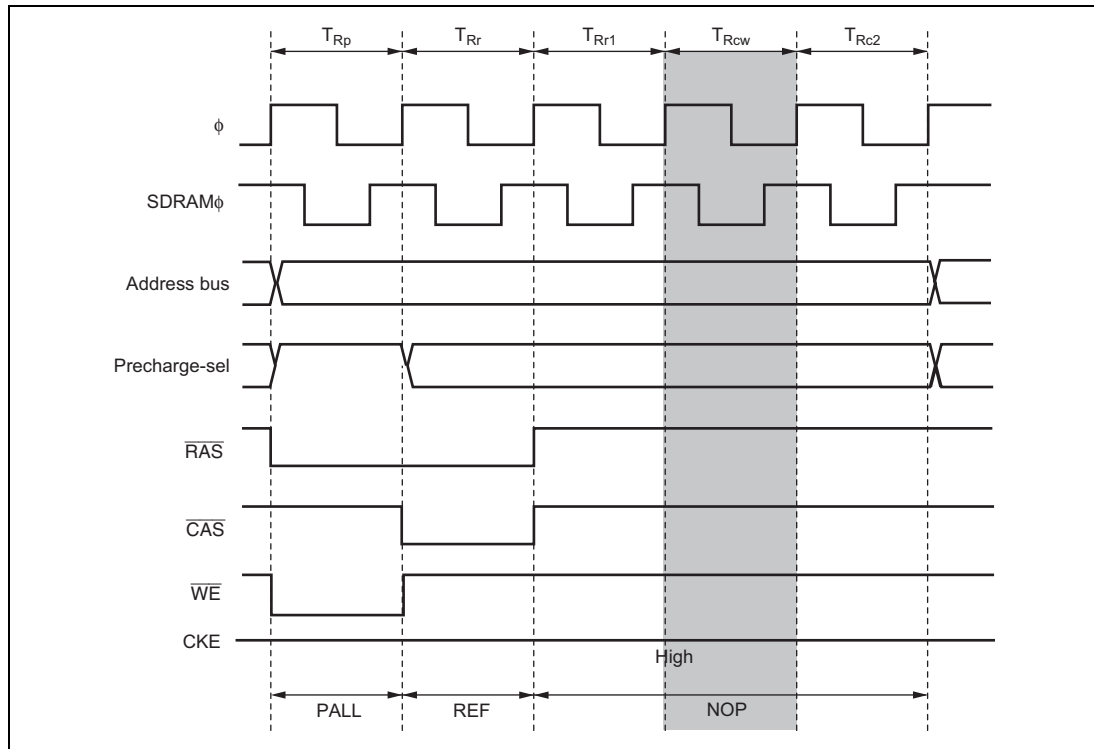 TRp TRr TRr1 TRcw TRc2
ϕ
SDRAMϕ
Address bus
Precharge-sel
RAS
CAS
WE
CKE
High
PALL REF NOP